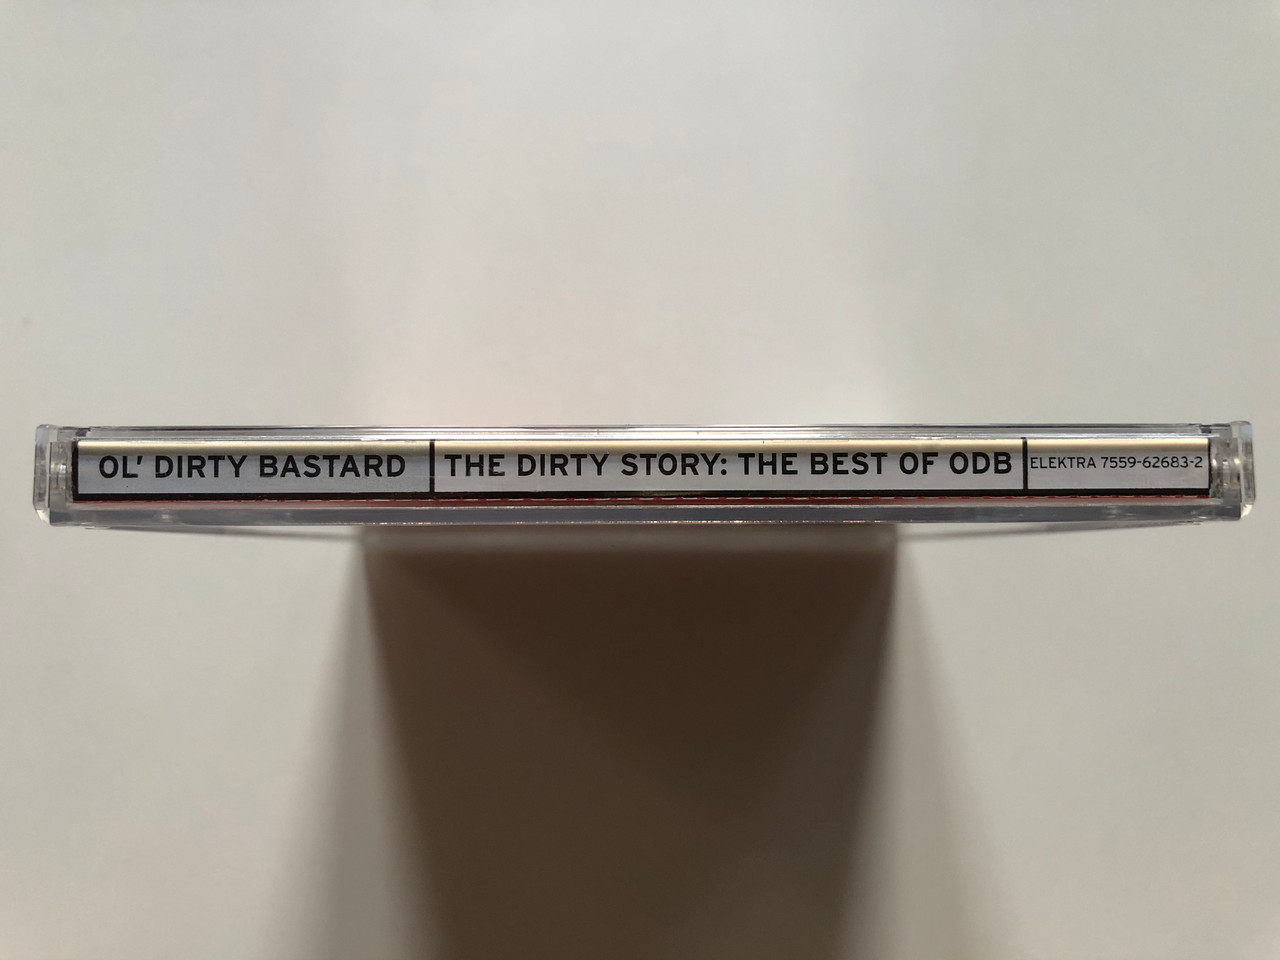 OL' DIRTY BASTARD THE DIRTY STORY: THE BEST OF ODB ELEKTRA 7559-62683-2